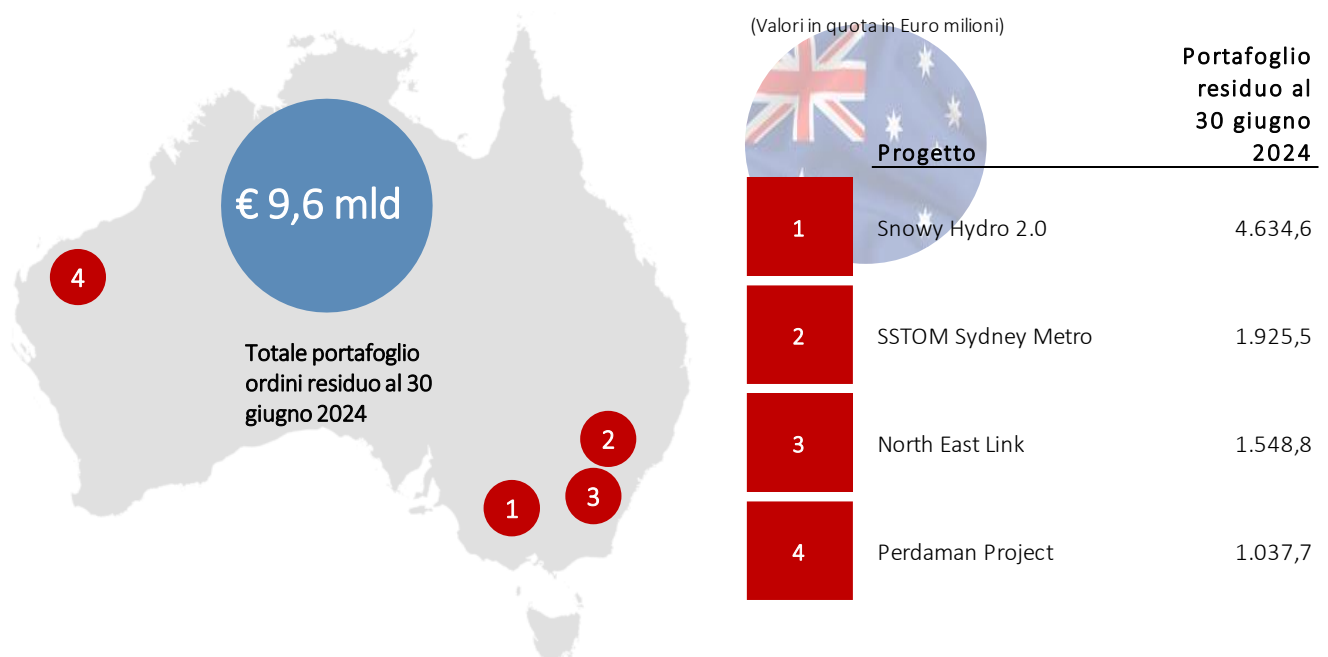 € 9,6 mld
4
Totale portafoglio
ordini residuo al 30
giugno 2024
2
3
1
(Valori in quota in Euro milioni)
Portafoglio
residuo al
30 giugno
Progetto 2024
1 Snowy Hydro 2.0 4.634,6
2 SSTOM Sydney Metro 1.925,5
3 North East Link 1.548,8
4 Perdaman Project 1.037,7